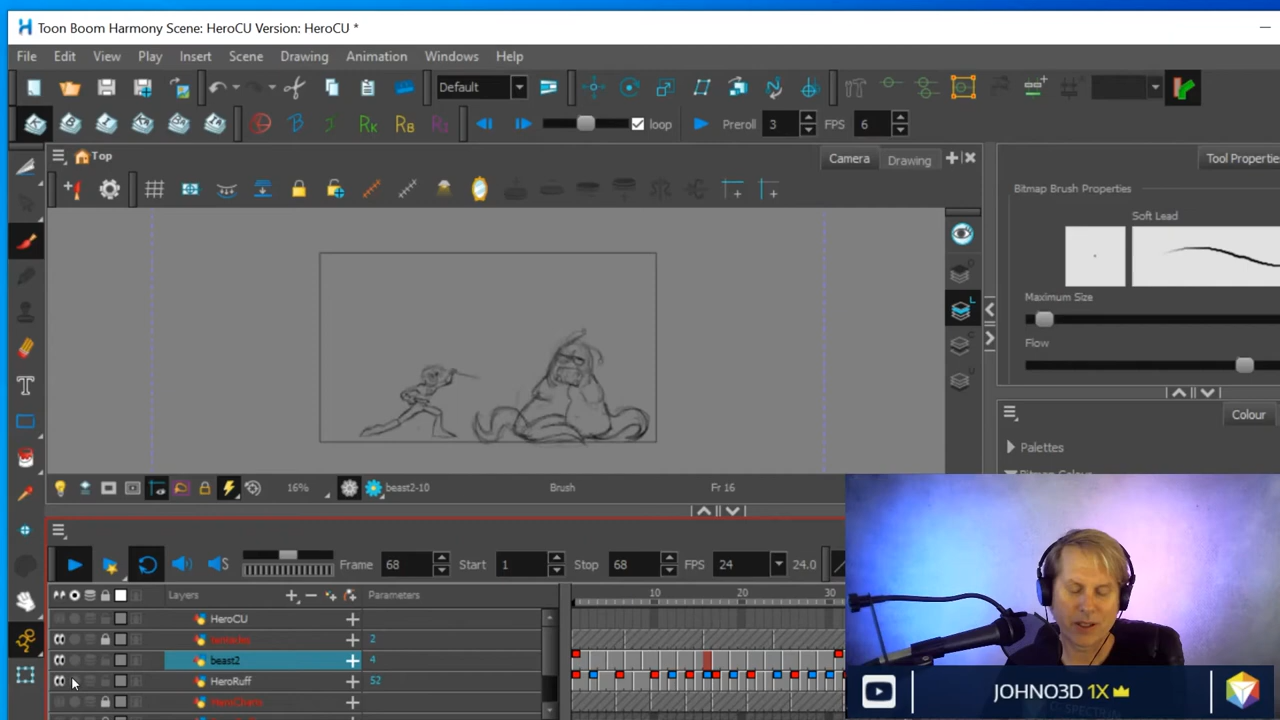 Toon Boom Harmony Scene: HeroCU Version: HeroCU *
File Edit View Play Insert Scene Drawing Animation Windows Help
Default
loop Preroll 3 FPS 6
Top Camera Drawing
Tool Properties
Bitmap Brush Properties
Soft Lead
Maximum Size
Flow
Colour
Palettes
16% beast2-10 Brush Fr 16
Frame 68 Start 1 Stop 68 FPS 24 24.0
Layers Parameters 10 20 30
HeroCU
2
beast2 4
HeroRuff 52
HeroCharts
JOHNO3D 1X